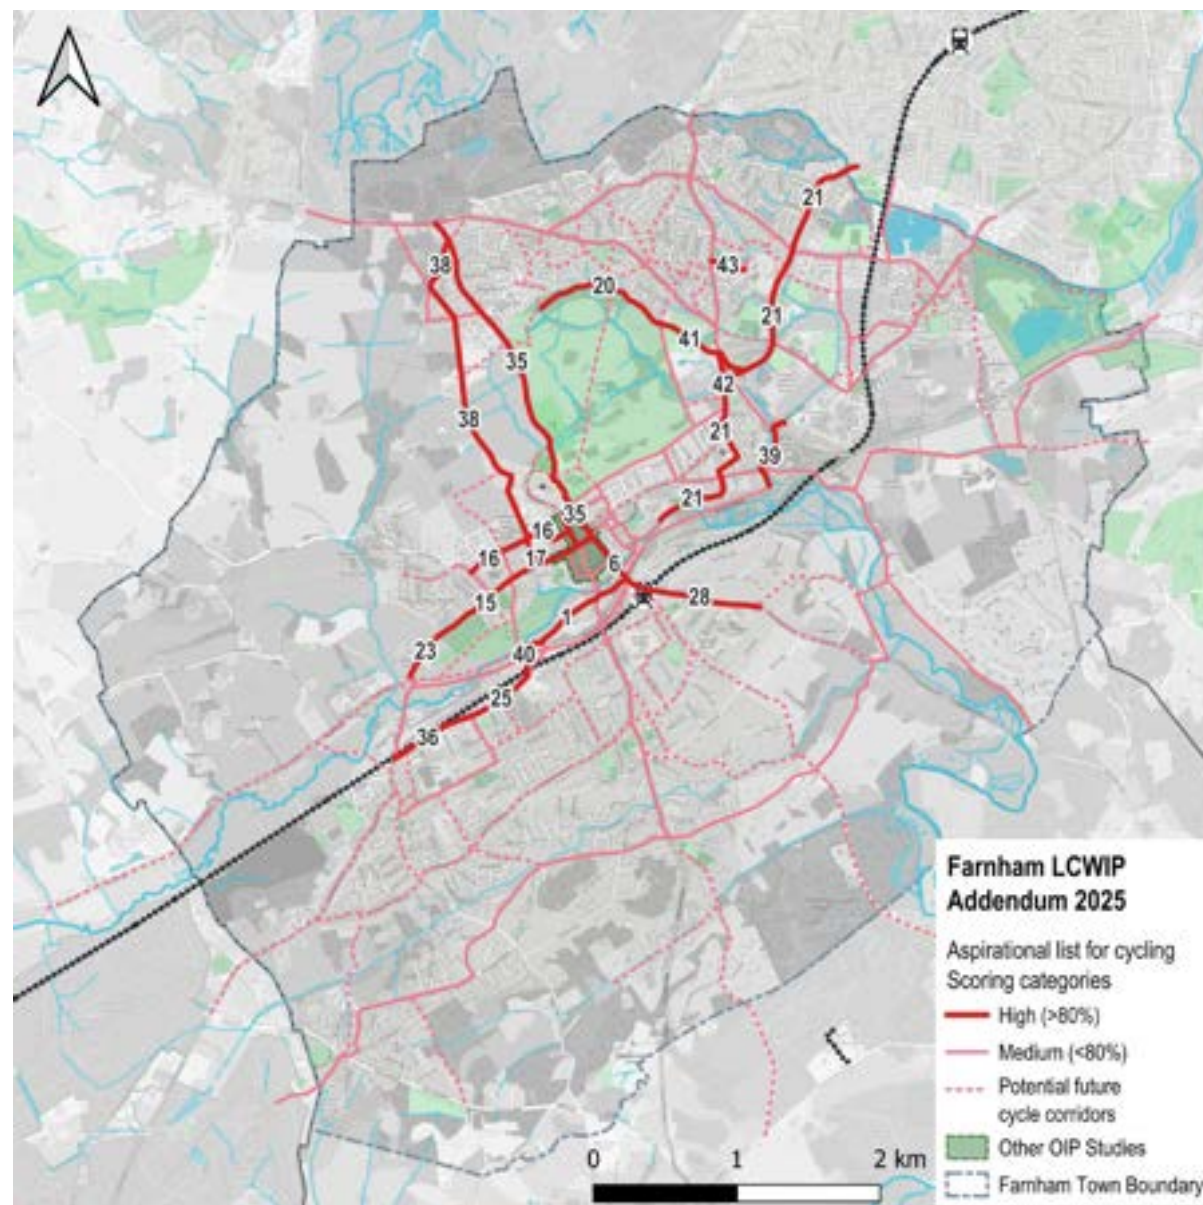 21
38
43
20
21
41
35
42
38
21
39
21
35
16
16
17
6
28
15
1
23
40
25
36
Farnham LCWIP
Addendum 2025
Aspirational list for cycling
Scoring categories
High (>80%)
Medium (<80%)
Potential future
cycle corridors
Other OIP Studies
Farnham Town Boundary
0 1 2 km